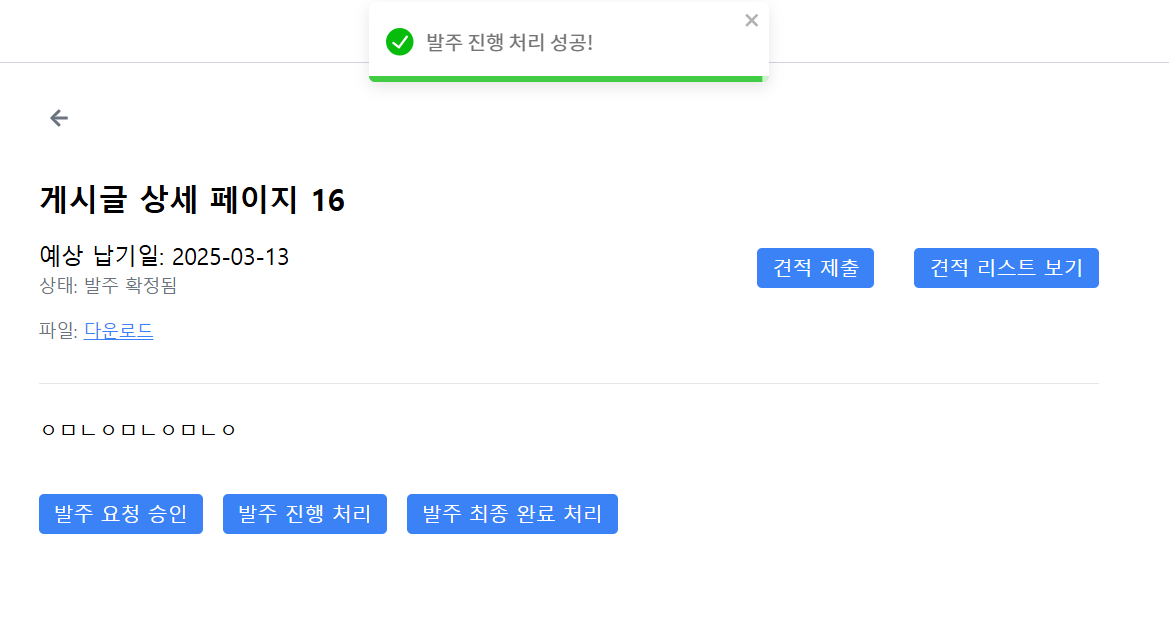 발주 진행 처리 성공!
게시글 상세 페이지 16
예상 납기일: 2025-03-13
상태: 발주 확정됨
견적 제출
견적 리스트 보기
파일: 다운로드
ㅇㅁㄴㅇㅁㄴㅇㅁㄴㅇ
발주 요청 승인
발주 진행 처리
발주 최종 완료 처리